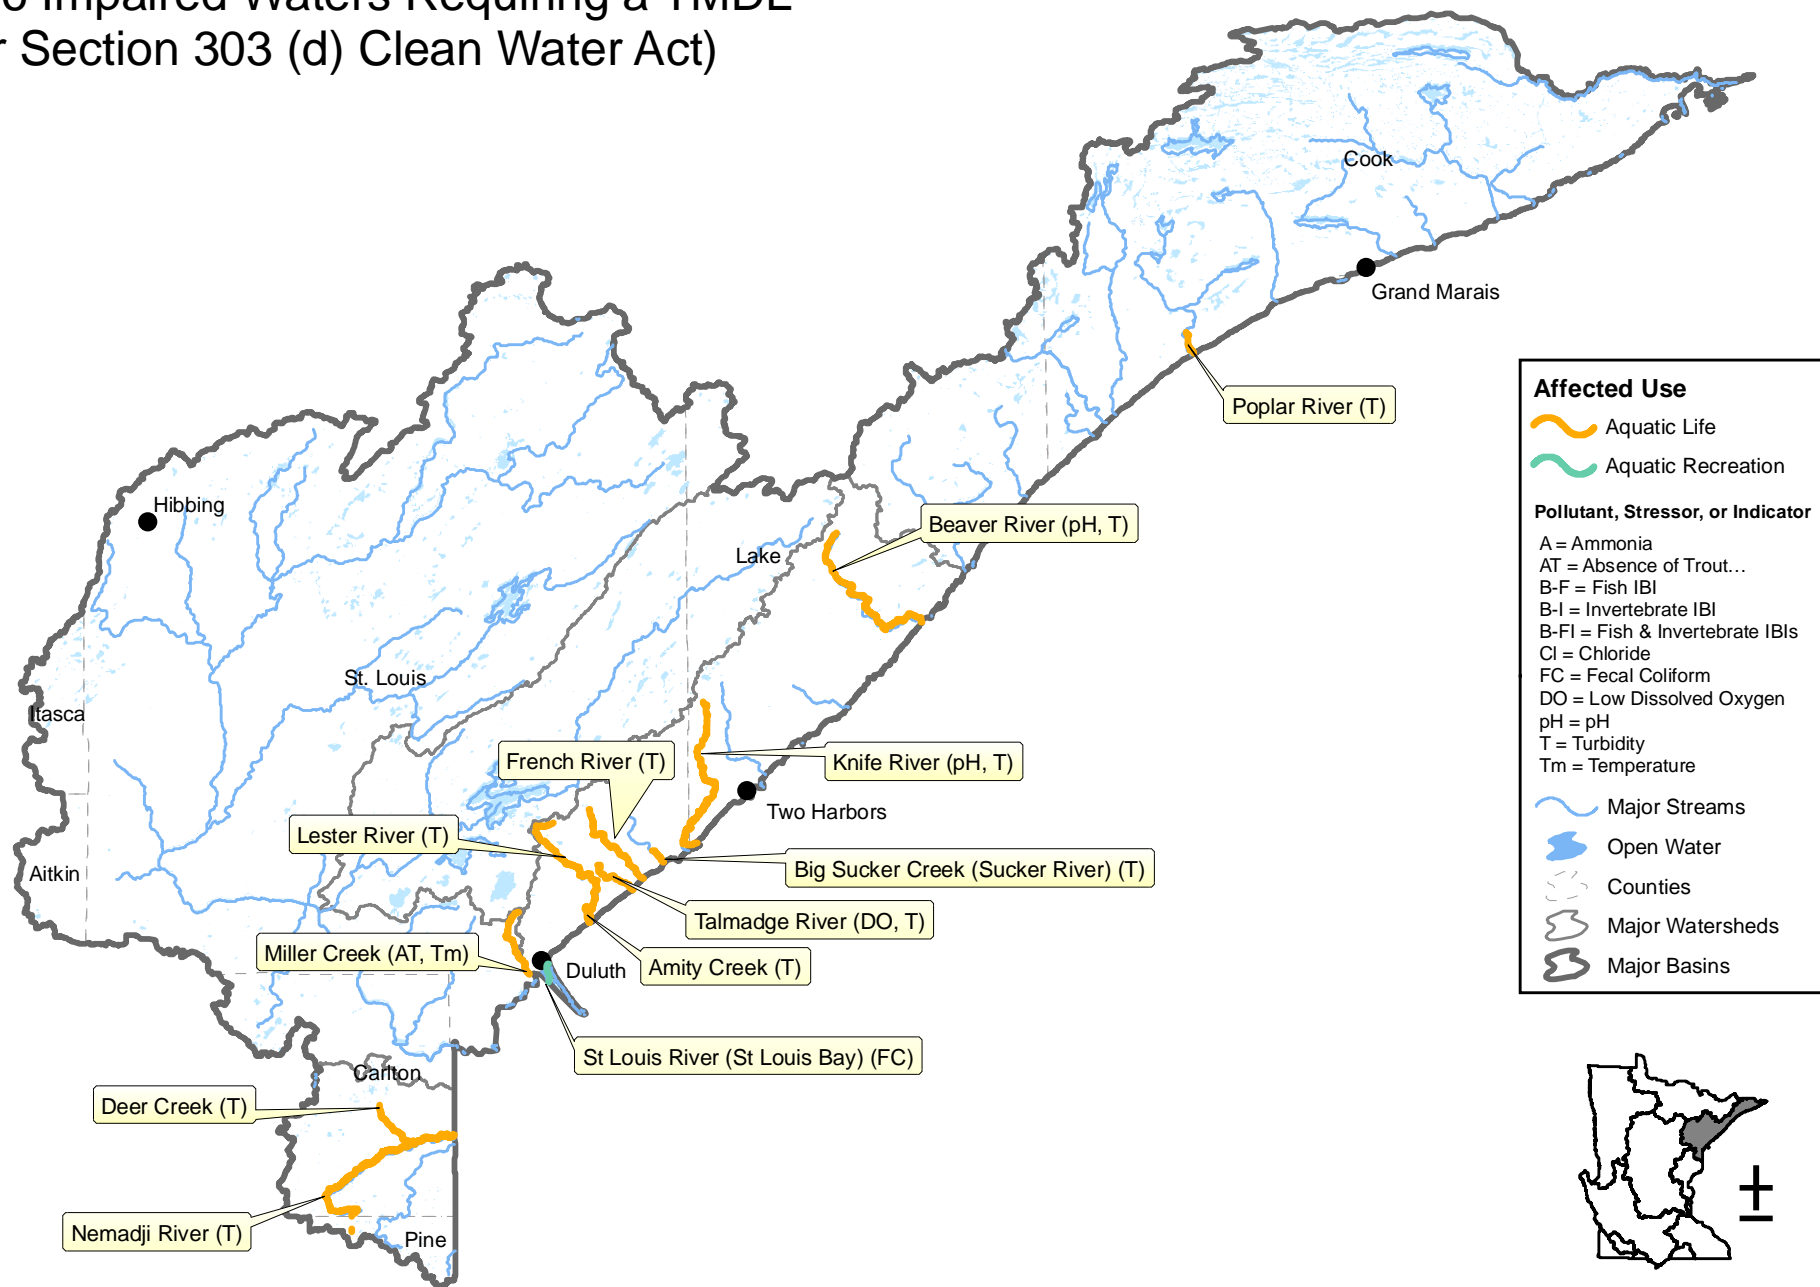 Impaired Waters Requiring a TMDL
Section 303 (d) Clean Water Act)
Cook
Grand Marais
Poplar River (T)
Hibbing
Beaver River (pH, T)
Lake
St. Louis
Itasca
French River (T)
Knife River (pH, T)
Two Harbors
Lester River (T)
Big Sucker Creek (Sucker River) (T)
Aitkin
Talmadge River (DO, T)
Miller Creek (AT, Tm)
Duluth
Amity Creek (T)
St Louis River (St Louis Bay) (FC)
Carlton
Deer Creek (T)
Nemadji River (T)
Pine
Affected Use
Aquatic Life
Aquatic Recreation
Pollutant, Stressor, or Indicator
A = Ammonia
AT = Absence of Trout…
B-F = Fish IBI
B-I = Invertebrate IBI
B-FI = Fish & Invertebrate IBIs
Cl = Chloride
FC = Fecal Coliform
DO = Low Dissolved Oxygen
pH = pH
T = Turbidity
Tm = Temperature
Major Streams
Open Water
Counties
Major Watersheds
Major Basins